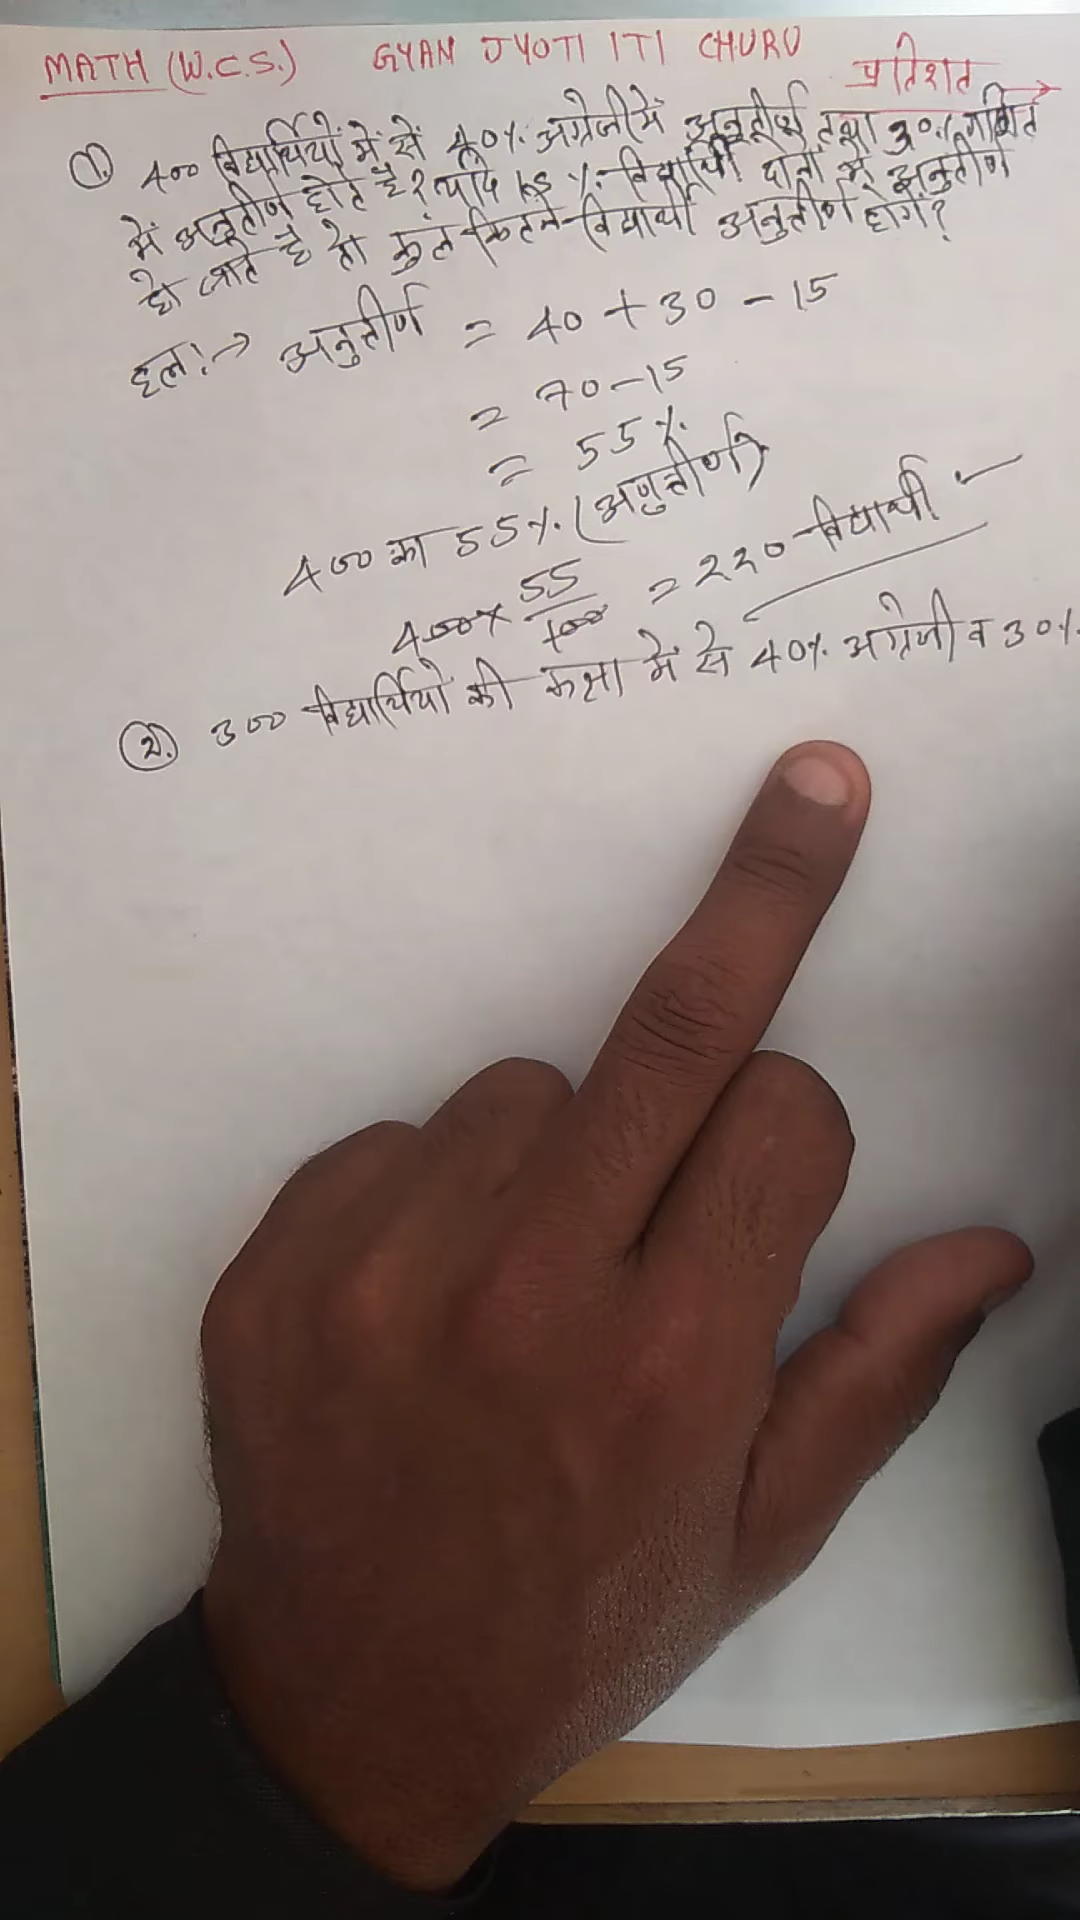 MATH (W.C.S.) GYAN JYOTI ITI CHURU प्रतिशत
①. 400 विद्यार्थियों में से 40% अंग्रेजी में अनुतीर्ण तथा 30% गणित
में अनुतीर्ण होते है? यदि 15 % विद्यार्थी दोनों में अनुतीर्ण
हो जाते है तो कुल कितने विद्यार्थी अनुतीर्ण होगें?
हलः→ अनुतीर्ण = 40 + 30 - 15
= 70 - 15
= 55%
400 का 55% (अणुत्तीर्ण)
400 x 55/100 = 220 विद्यार्थी
②. 300 विद्यार्थियो की कक्षा में से 40% अंग्रेजी व 30%